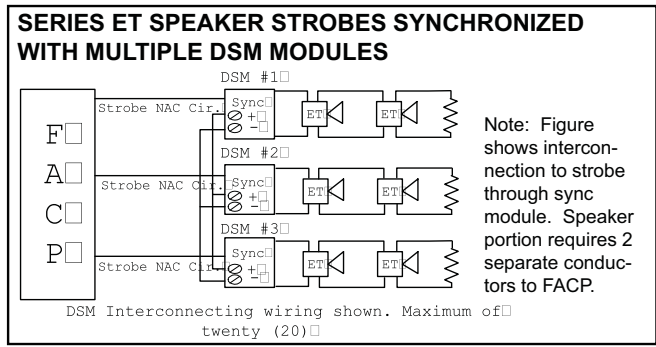 SERIES ET SPEAKER STROBES SYNCHRONIZED
WITH MULTIPLE DSM MODULES
DSM #1□
Strobe NAC Cir.□
Sync□
+□
-□
ET□
ET□
DSM #2□
Strobe NAC Cir.□
Sync□
+□
-□
ET□
ET□
DSM #3□
Strobe NAC Cir.□
Sync□
+□
-□
ET□
ET□
F□
A□
C□
P□
Note: Figure
shows intercon-
nection to strobe
through sync
module. Speaker
portion requires 2
separate conduc-
tors to FACP.
DSM Interconnecting wiring shown. Maximum of□
twenty (20)□